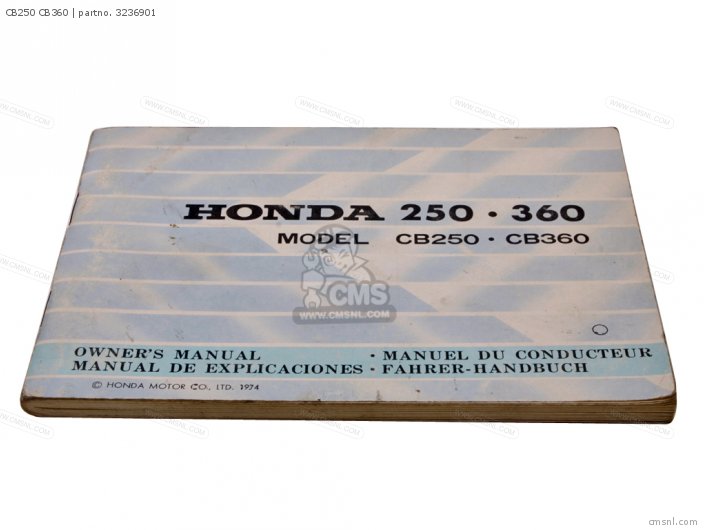 CB250 CB360 | partno. 3236901
HONDA 250 · 360
MODEL CB250 · CB360
CMS
WWW.CMSNL.COM
OWNER'S MANUAL · MANUEL DU CONDUCTEUR
MANUAL DE EXPLICACIONES · FAHRER-HANDBUCH
© HONDA MOTOR CO., LTD. 1974
cmsnl.com